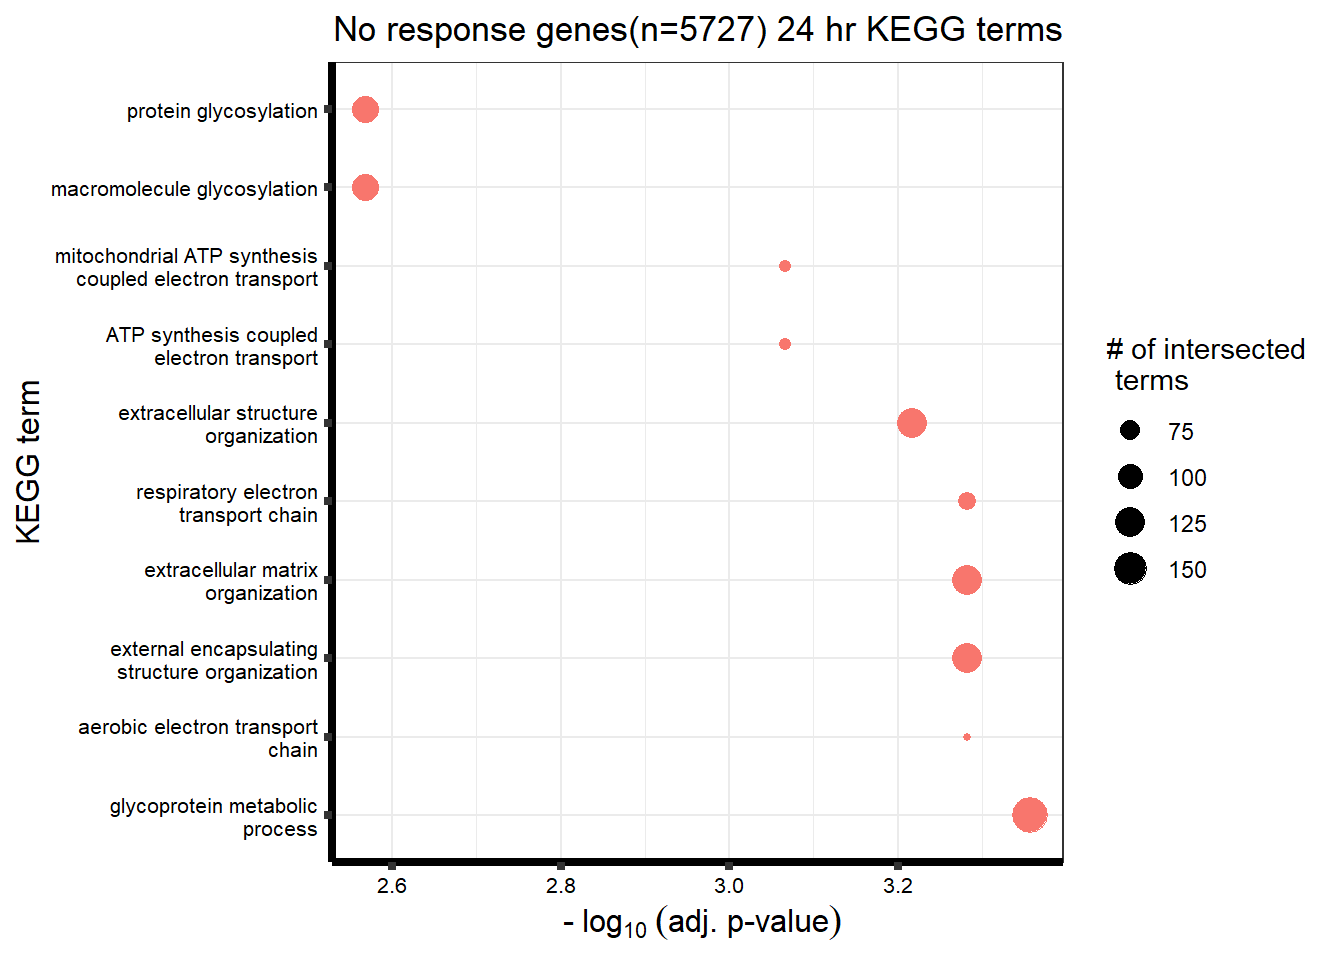 No response genes(n=5727) 24 hr KEGG terms
protein glycosylation
macromolecule glycosylation
mitochondrial ATP synthesis
coupled electron transport
ATP synthesis coupled
electron transport
extracellular structure
organization
respiratory electron
transport chain
extracellular matrix
organization
external encapsulating
structure organization
aerobic electron transport
chain
glycoprotein metabolic
process
KEGG term
2.6 2.8 3.0 3.2
- log10 (adj. p-value)
# of intersected
terms
75
100
125
150